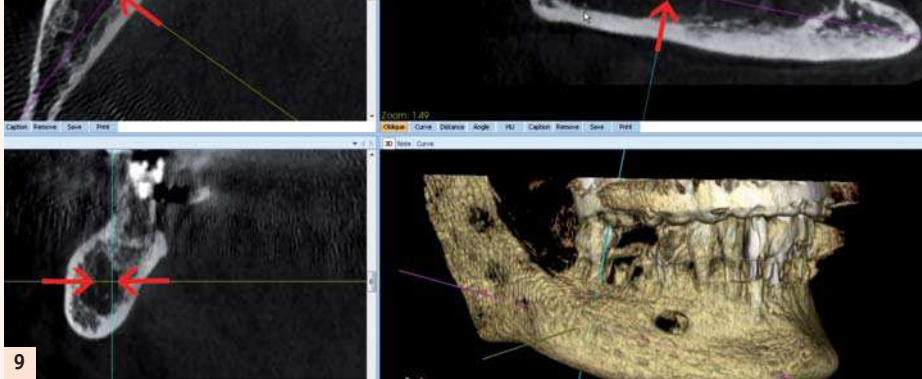 Zoom: 1.49
Caption Remove Save Print
Oblique Curve Distance Angle HU Caption Remove Save Print
3D Note Curve
9